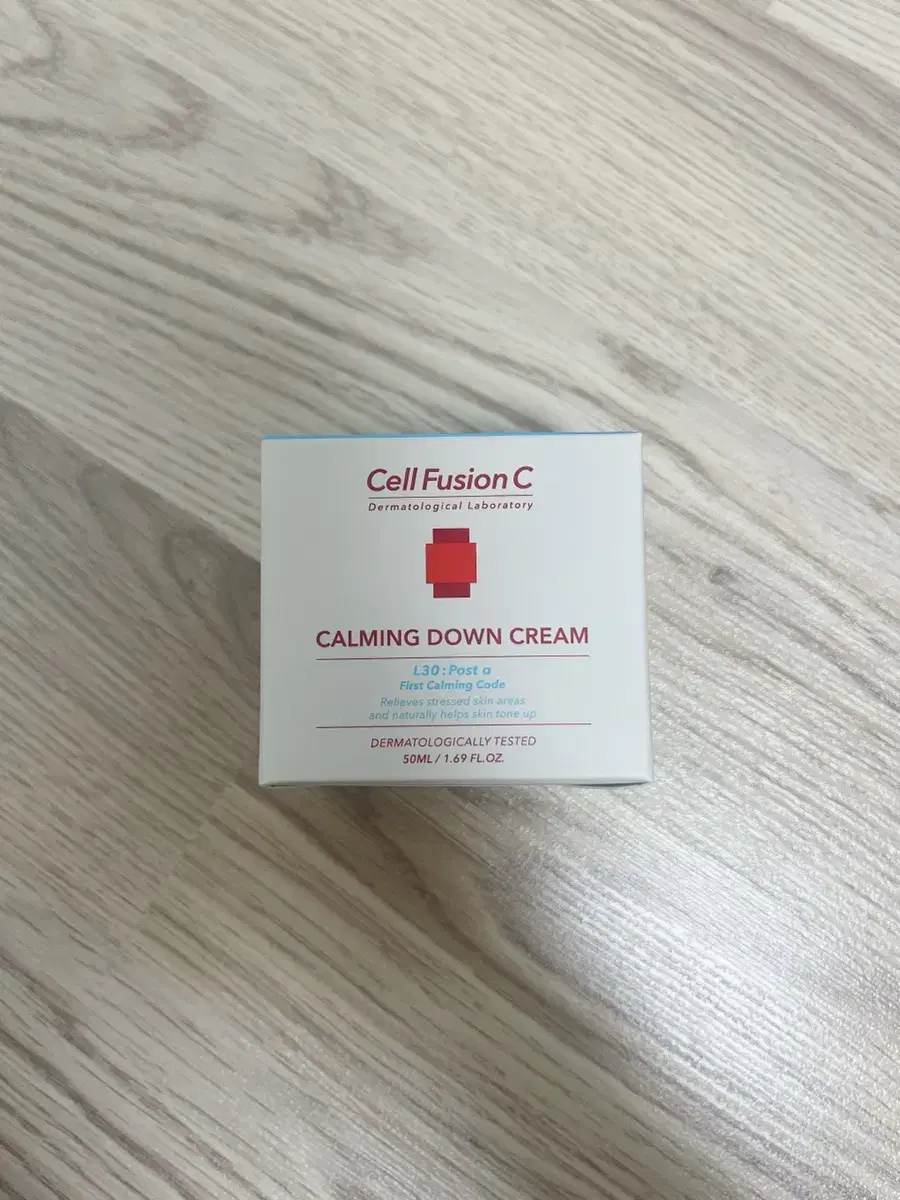 Cell Fusion C
Dermatological Laboratory
CALMING DOWN CREAM
L30 : Post α
First Calming Code
Relieves stressed skin areas
and naturally helps skin tone up
DERMATOLOGICALLY TESTED
50ML / 1.69 FL.OZ.